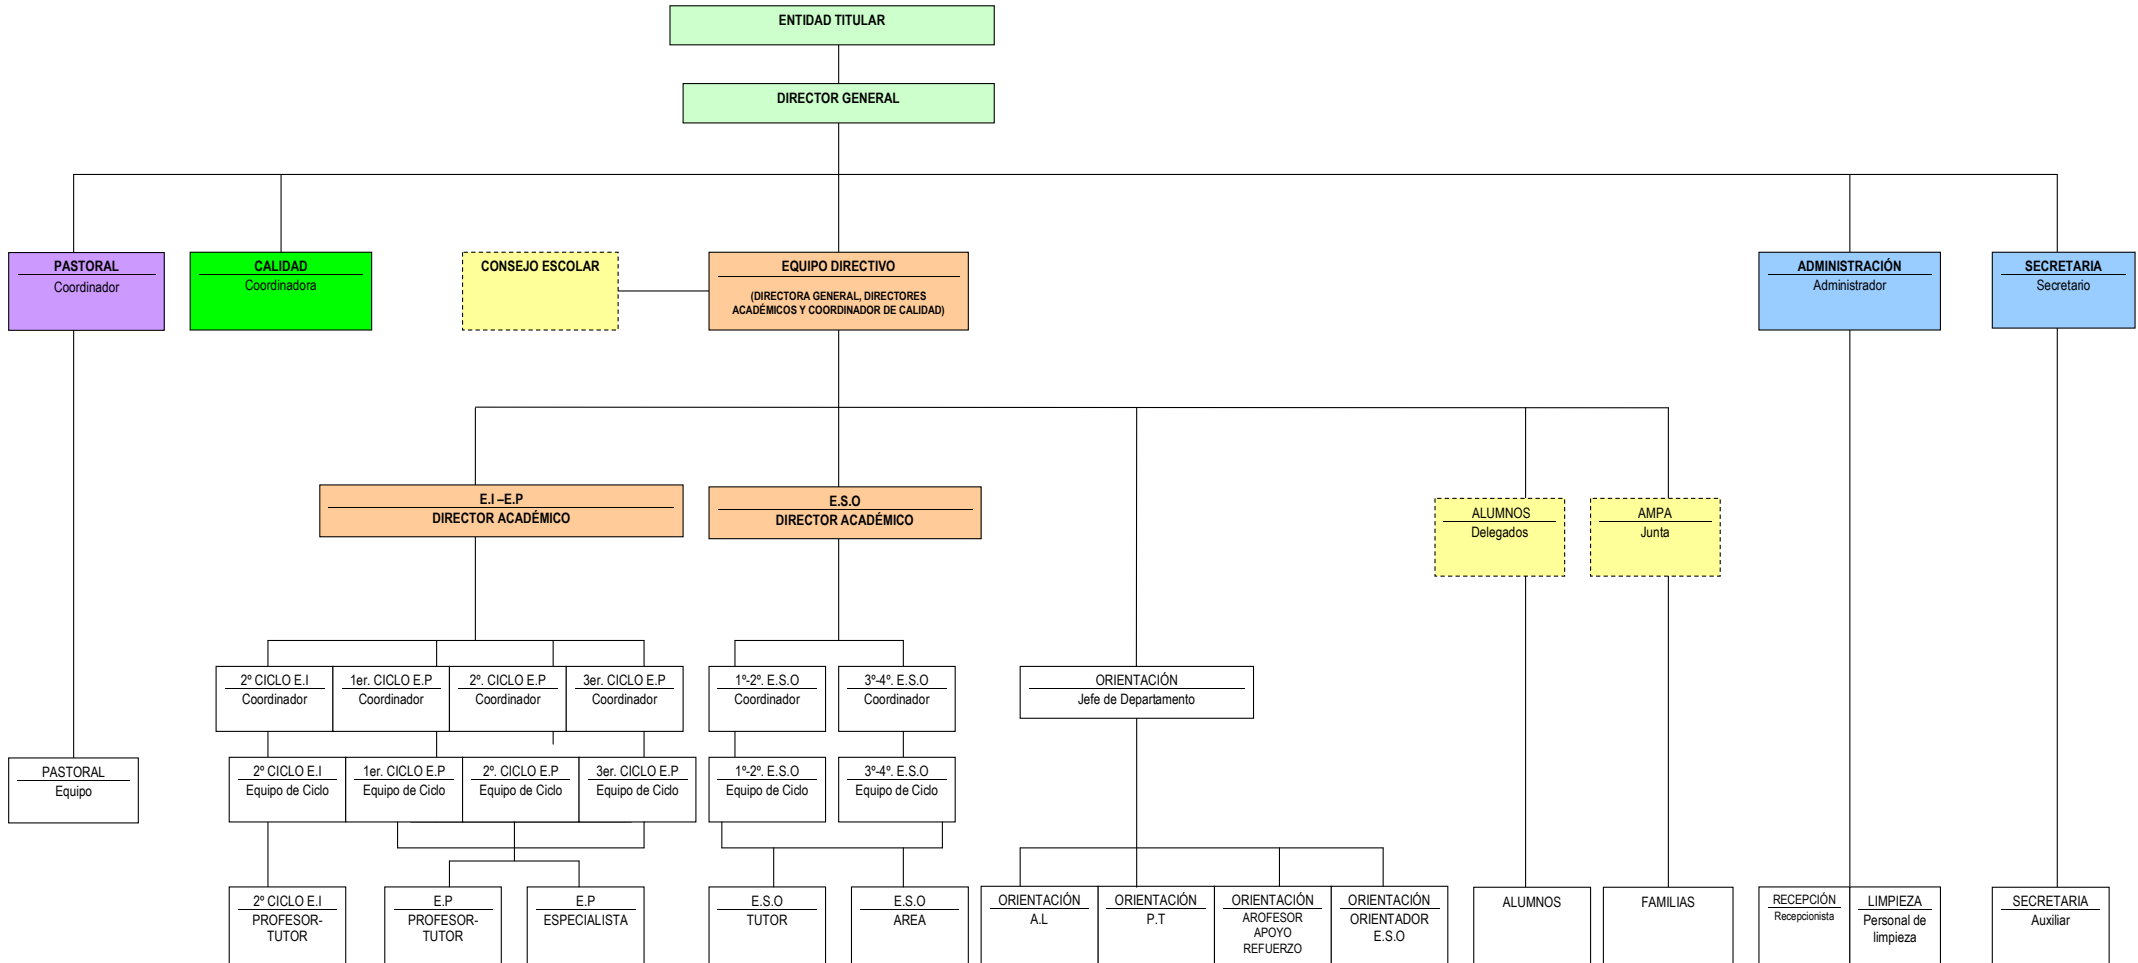 ENTIDAD TITULAR
DIRECTOR GENERAL
PASTORAL
Coordinador
CALIDAD
Coordinadora
CONSEJO ESCOLAR
EQUIPO DIRECTIVO
(DIRECTORA GENERAL, DIRECTORES
ACADÉMICOS Y COORDINADOR DE CALIDAD)
ADMINISTRACIÓN
Administrador
SECRETARIA
Secretario
E.I –E.P
DIRECTOR ACADÉMICO
E.S.O
DIRECTOR ACADÉMICO
ALUMNOS
Delegados
AMPA
Junta
2º CICLO E.I
Coordinador
1er. CICLO E.P
Coordinador
2º. CICLO E.P
Coordinador
3er. CICLO E.P
Coordinador
1º-2º. E.S.O
Coordinador
3º-4º. E.S.O
Coordinador
ORIENTACIÓN
Jefe de Departamento
PASTORAL
Equipo
2º CICLO E.I
Equipo de Ciclo
1er. CICLO E.P
Equipo de Ciclo
2º. CICLO E.P
Equipo de Ciclo
3er. CICLO E.P
Equipo de Ciclo
1º-2º. E.S.O
Equipo de Ciclo
3º-4º. E.S.O
Equipo de Ciclo
2º CICLO E.I
PROFESOR-
TUTOR
E.P
PROFESOR-
TUTOR
E.P
ESPECIALISTA
E.S.O
TUTOR
E.S.O
AREA
ORIENTACIÓN
A.L
ORIENTACIÓN
P.T
ORIENTACIÓN
AROFESOR
APOYO
REFUERZO
ORIENTACIÓN
ORIENTADOR
E.S.O
ALUMNOS
FAMILIAS
RECEPCIÓN
Recepcionista
LIMPIEZA
Personal de
limpieza
SECRETARIA
Auxiliar